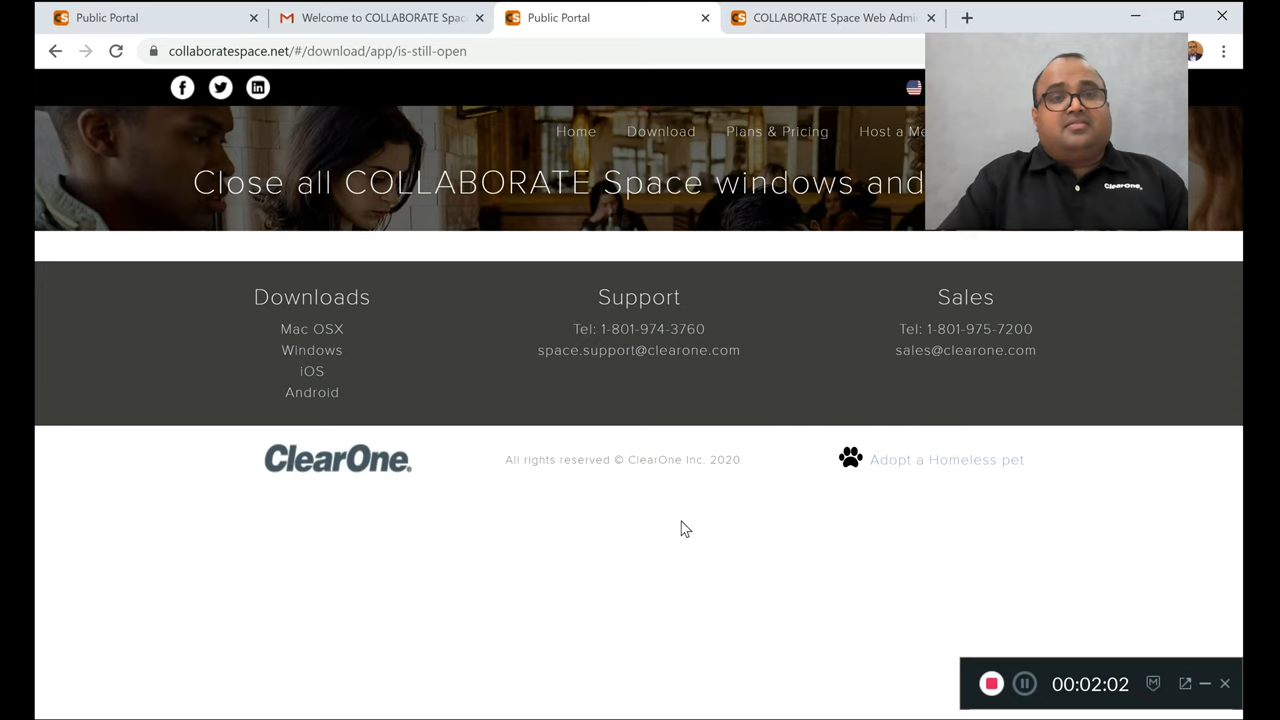 Public Portal
Welcome to COLLABORATE Spac
Public Portal
COLLABORATE Space Web Admi
collaboratespace.net/#/download/app/is-still-open
Home
Download
Plans & Pricing
Host a Me
Close all COLLABORATE Space windows and
ClearOne
Downloads
Mac OSX
Windows
iOS
Android
Support
Tel: 1-801-974-3760
space.support@clearone.com
Sales
Tel: 1-801-975-7200
sales@clearone.com
ClearOne.
All rights reserved © ClearOne Inc. 2020
Adopt a Homeless pet
00:02:02